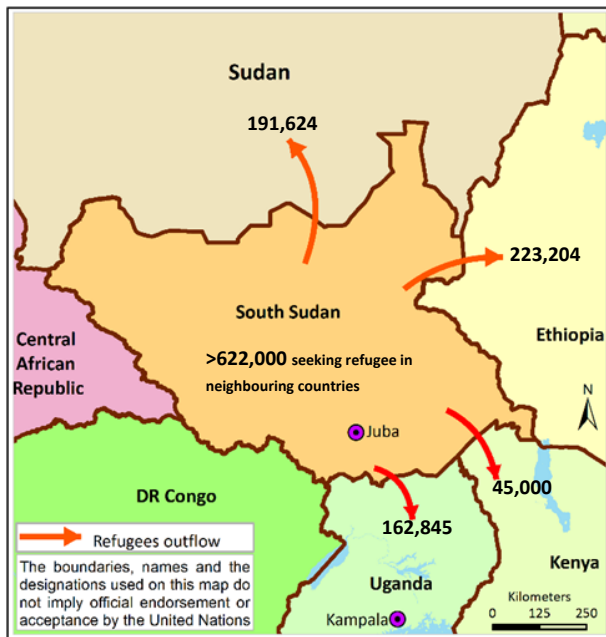 Sudan
191,624
223,204
South Sudan
Central
African
Republic
Ethiopia
>622,000 seeking refugee in
neighbouring countries
N
Juba
DR Congo
45,000
162,845
Refugees outflow
Kenya
The boundaries, names and the
designations used on this map do
not imply official endorsement or
acceptance by the United Nations
Uganda
Kampala
Kilometers
0 125 250